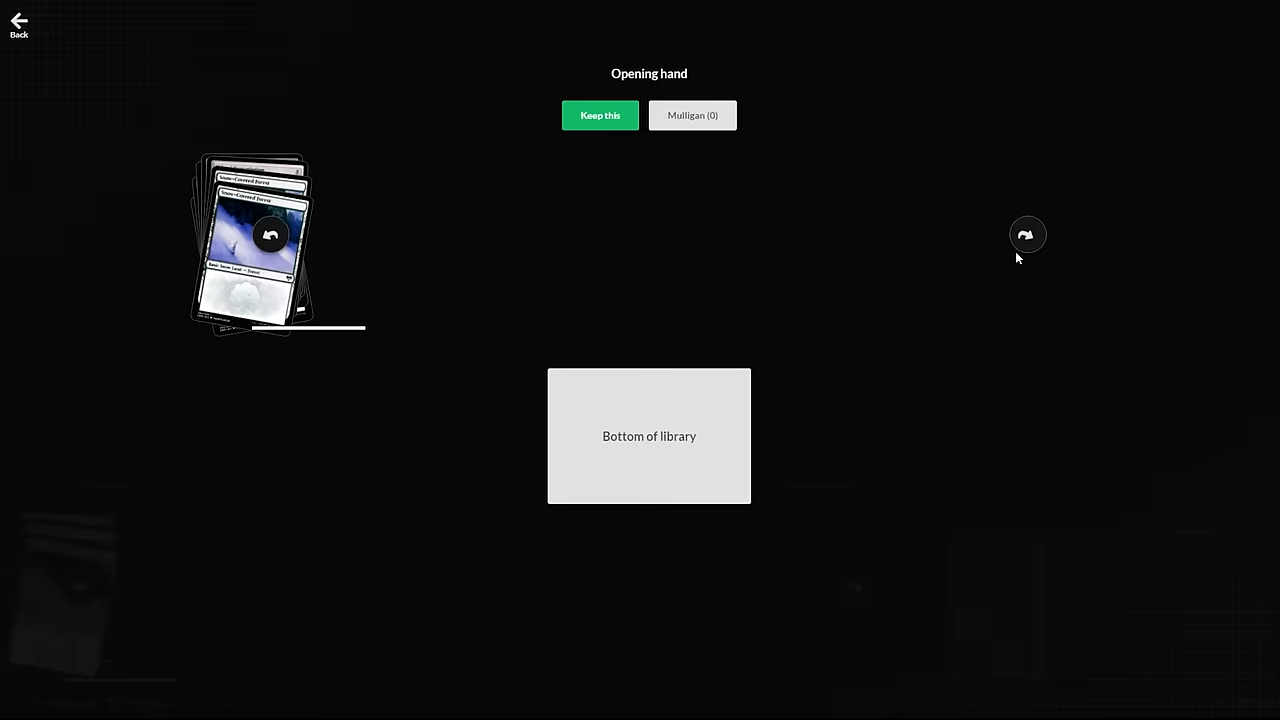 Back
Opening hand
Keep this
Mulligan (0)
Snow-Covered Forest
Snow-Covered Forest
Basic Snow Land — Forest
Bottom of library